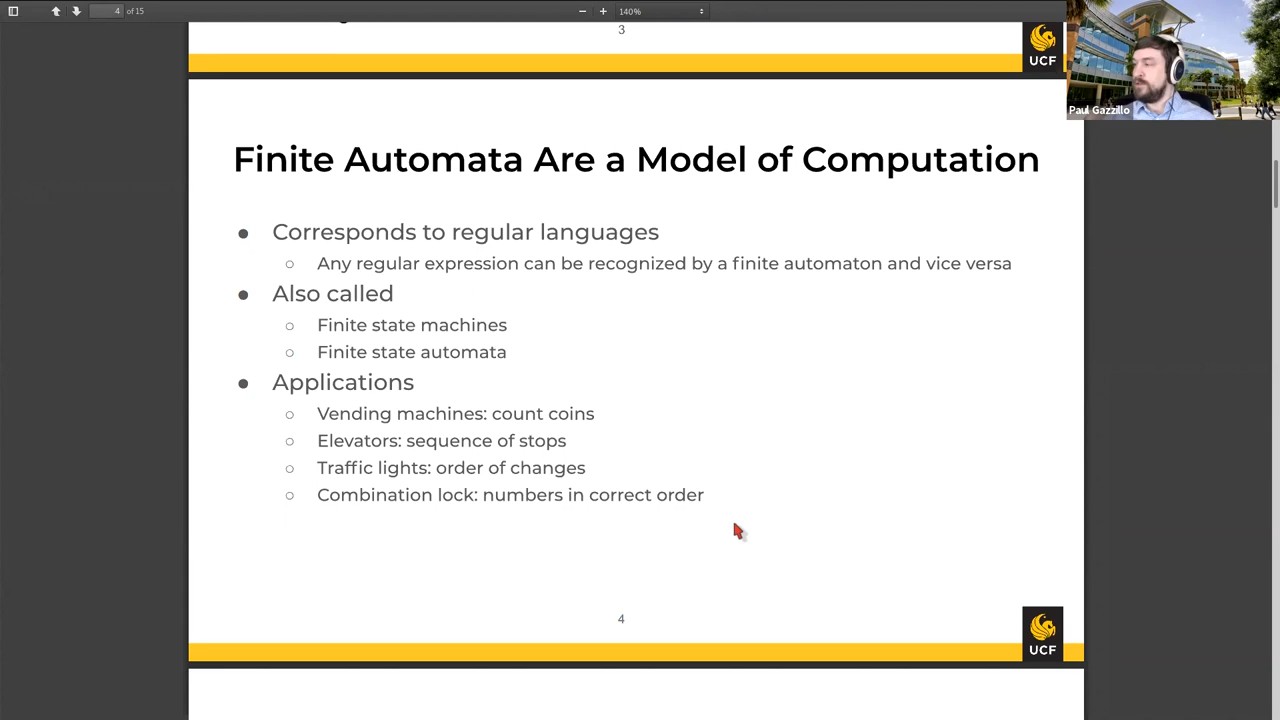 4
of 15
140%
3
UCF
Paul Gazzillo
Finite Automata Are a Model of Computation
● Corresponds to regular languages
○ Any regular expression can be recognized by a finite automaton and vice versa
● Also called
○ Finite state machines
○ Finite state automata
● Applications
○ Vending machines: count coins
○ Elevators: sequence of stops
○ Traffic lights: order of changes
○ Combination lock: numbers in correct order
4
UCF